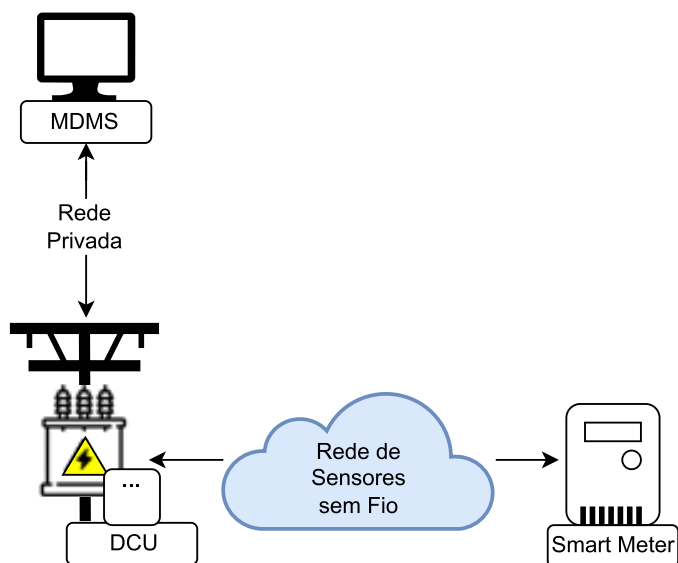 MDMS
Rede
Privada
Rede de
Sensores
sem Fio
...
DCU
Smart Meter